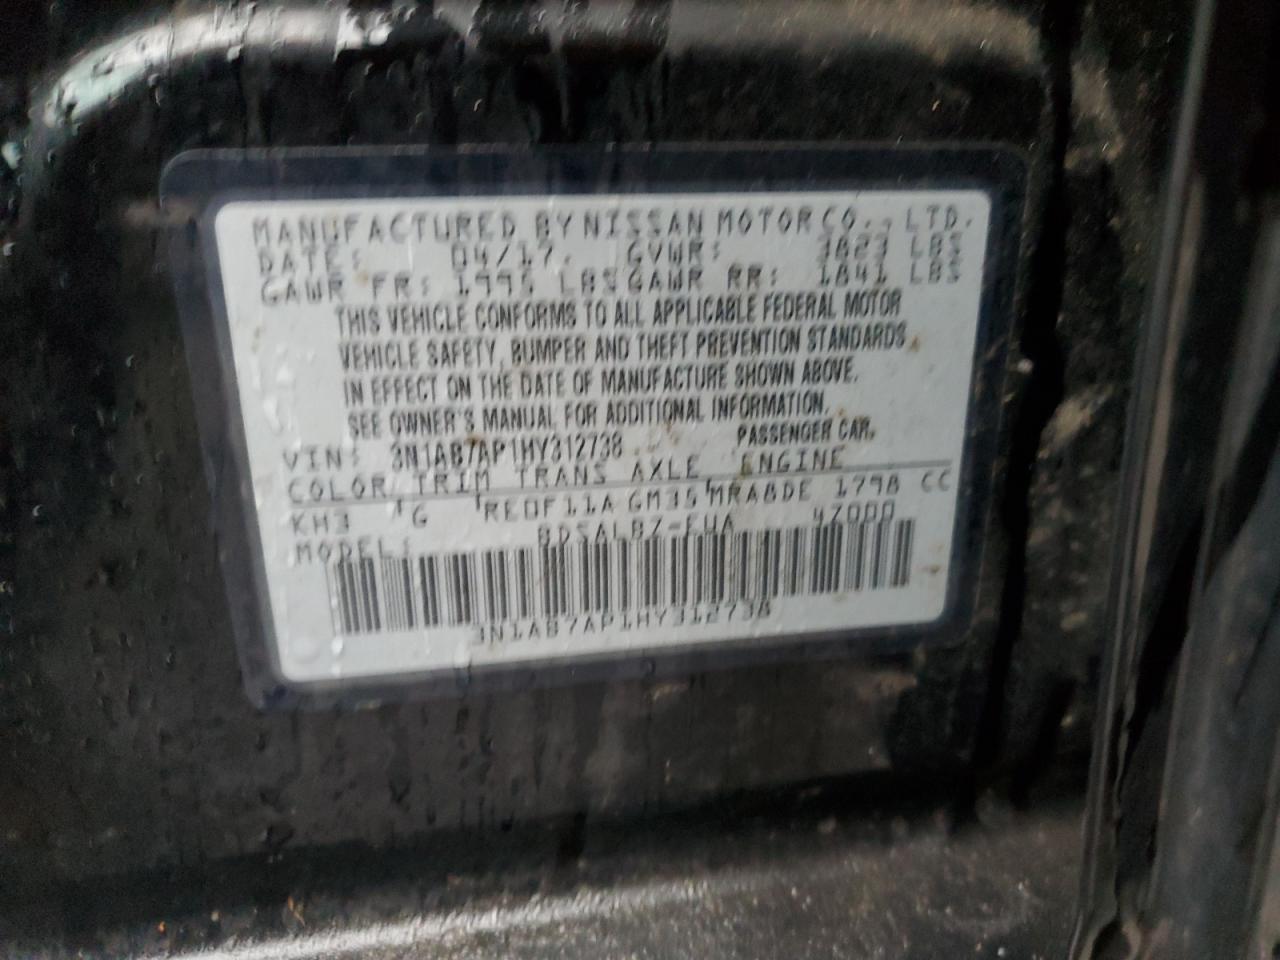 MANUFACTURED BY NISSAN MOTOR CO., LTD.
DATE: 04/17. GVWR: 3823 LBS
GAWR FR: 1995 LBS GAWR RR: 1841 LBS
THIS VEHICLE CONFORMS TO ALL APPLICABLE FEDERAL MOTOR
VEHICLE SAFETY, BUMPER AND THEFT PREVENTION STANDARDS
IN EFFECT ON THE DATE OF MANUFACTURE SHOWN ABOVE.
SEE OWNER'S MANUAL FOR ADDITIONAL INFORMATION.
VIN: 3N1AB7AP1HY312738 PASSENGER CAR.
COLOR TRIM TRANS AXLE ENGINE
KH3 G RE0F11A GM35 MRA8DE 1798 CC
MODEL: BDSALBZ-EUA 47000
3N1AB7AP1HY312738